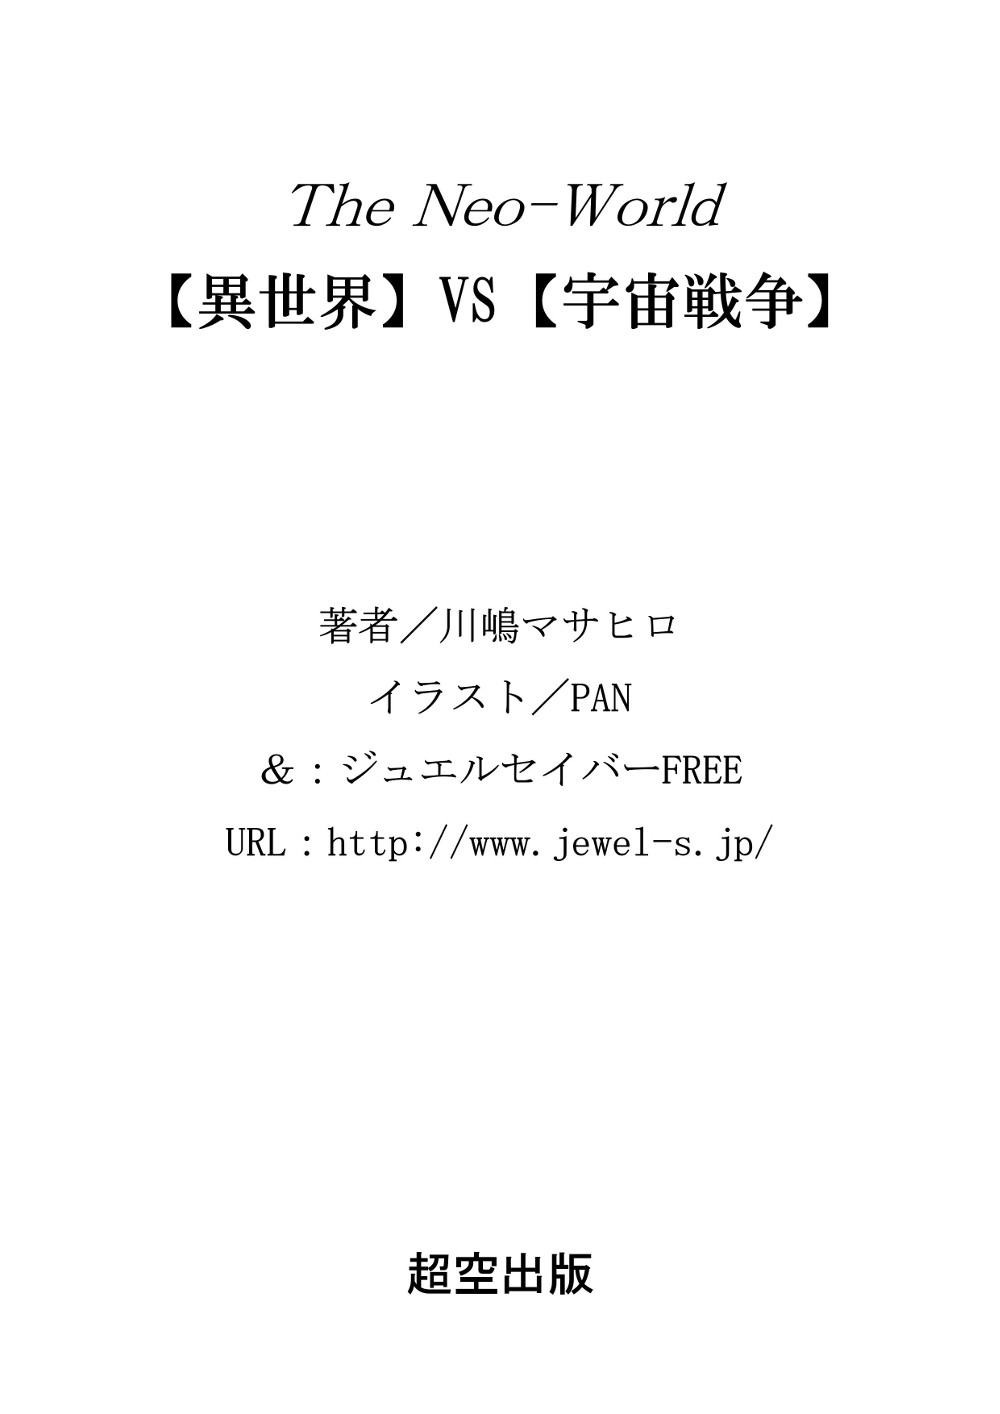 The Neo-World
【異世界】VS【宇宙戦争】
著者／川嶋マサヒロ
イラスト／PAN
＆：ジュエルセイバーFREE
URL：http://www.jewel-s.jp/
超空出版